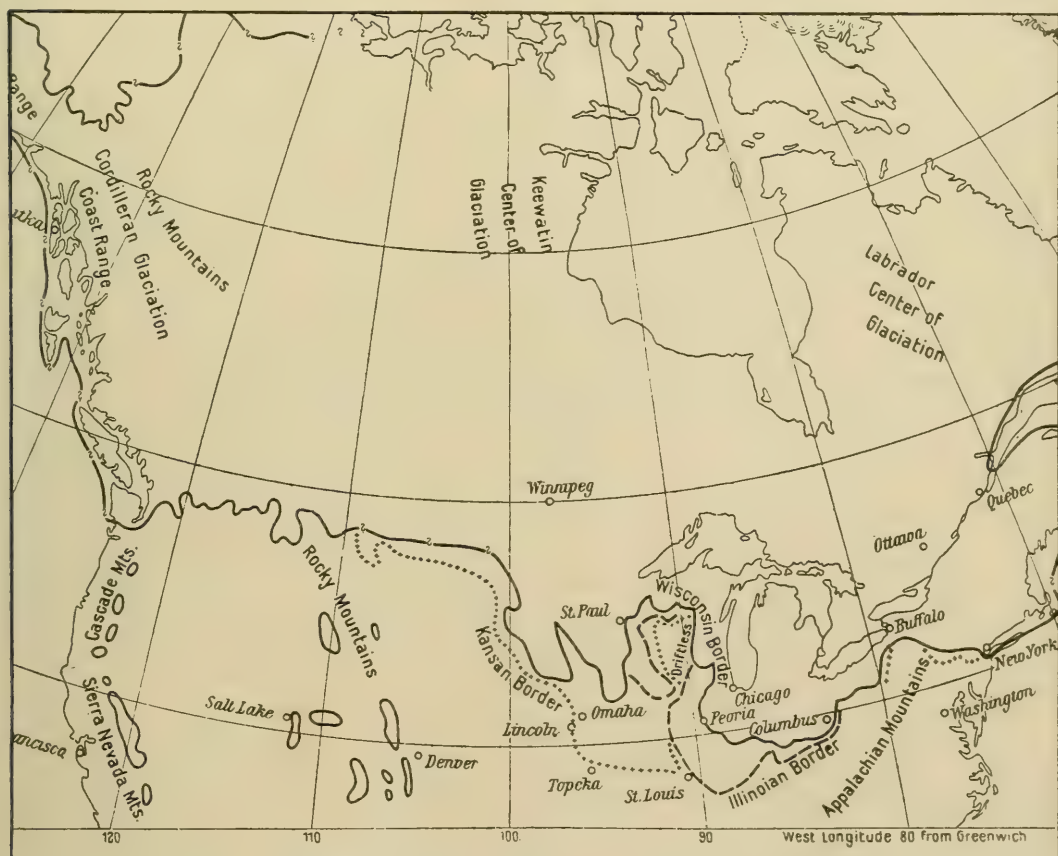 Range
Rocky Mountains
Cordilleran Glaciation
Coast Range
utka
Keewatin
Center of
Glaciation
Labrador
Center of
Glaciation
Winnipeg
Quebec
Ottawa
Cascade Mts.
Rocky Mountains
Kansan Border
St. Paul
Wisconsin Border
Driftless
Buffalo
New York
Sierra Nevada Mts.
Salt Lake
Lincoln
Omaha
Peoria
Chicago
Columbus
Washington
ancisca
Denver
Topcka
St. Louis
Illinoian Border
Appalachian Mountains
120
110
100.
90
West Longitude 80 from Greenwich